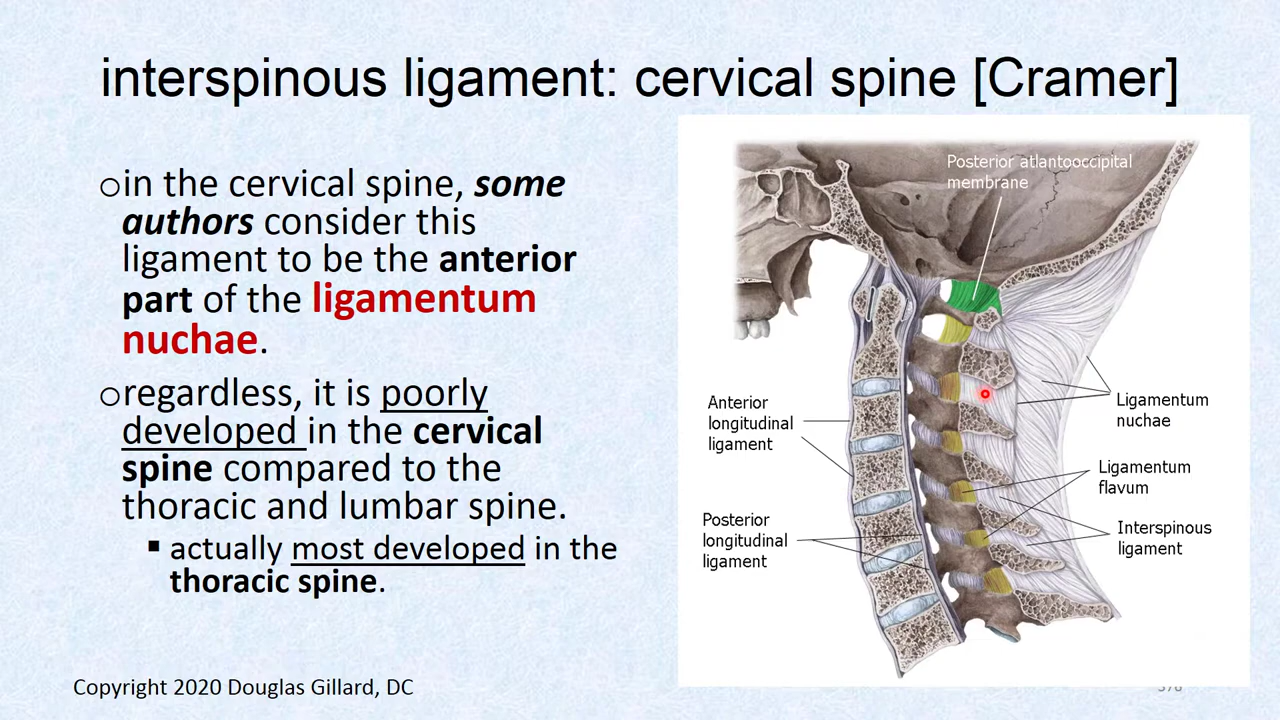 interspinous ligament: cervical spine [Cramer]
oin the cervical spine, some
authors consider this
ligament to be the anterior
part of the ligamentum
nuchae.
oregardless, it is poorly
developed in the cervical
spine compared to the
thoracic and lumbar spine.
▪ actually most developed in the
thoracic spine.
Posterior atlantooccipital
membrane
Anterior
longitudinal
ligament
Ligamentum
nuchae
Ligamentum
flavum
Posterior
longitudinal
ligament
Interspinous
ligament
Copyright 2020 Douglas Gillard, DC